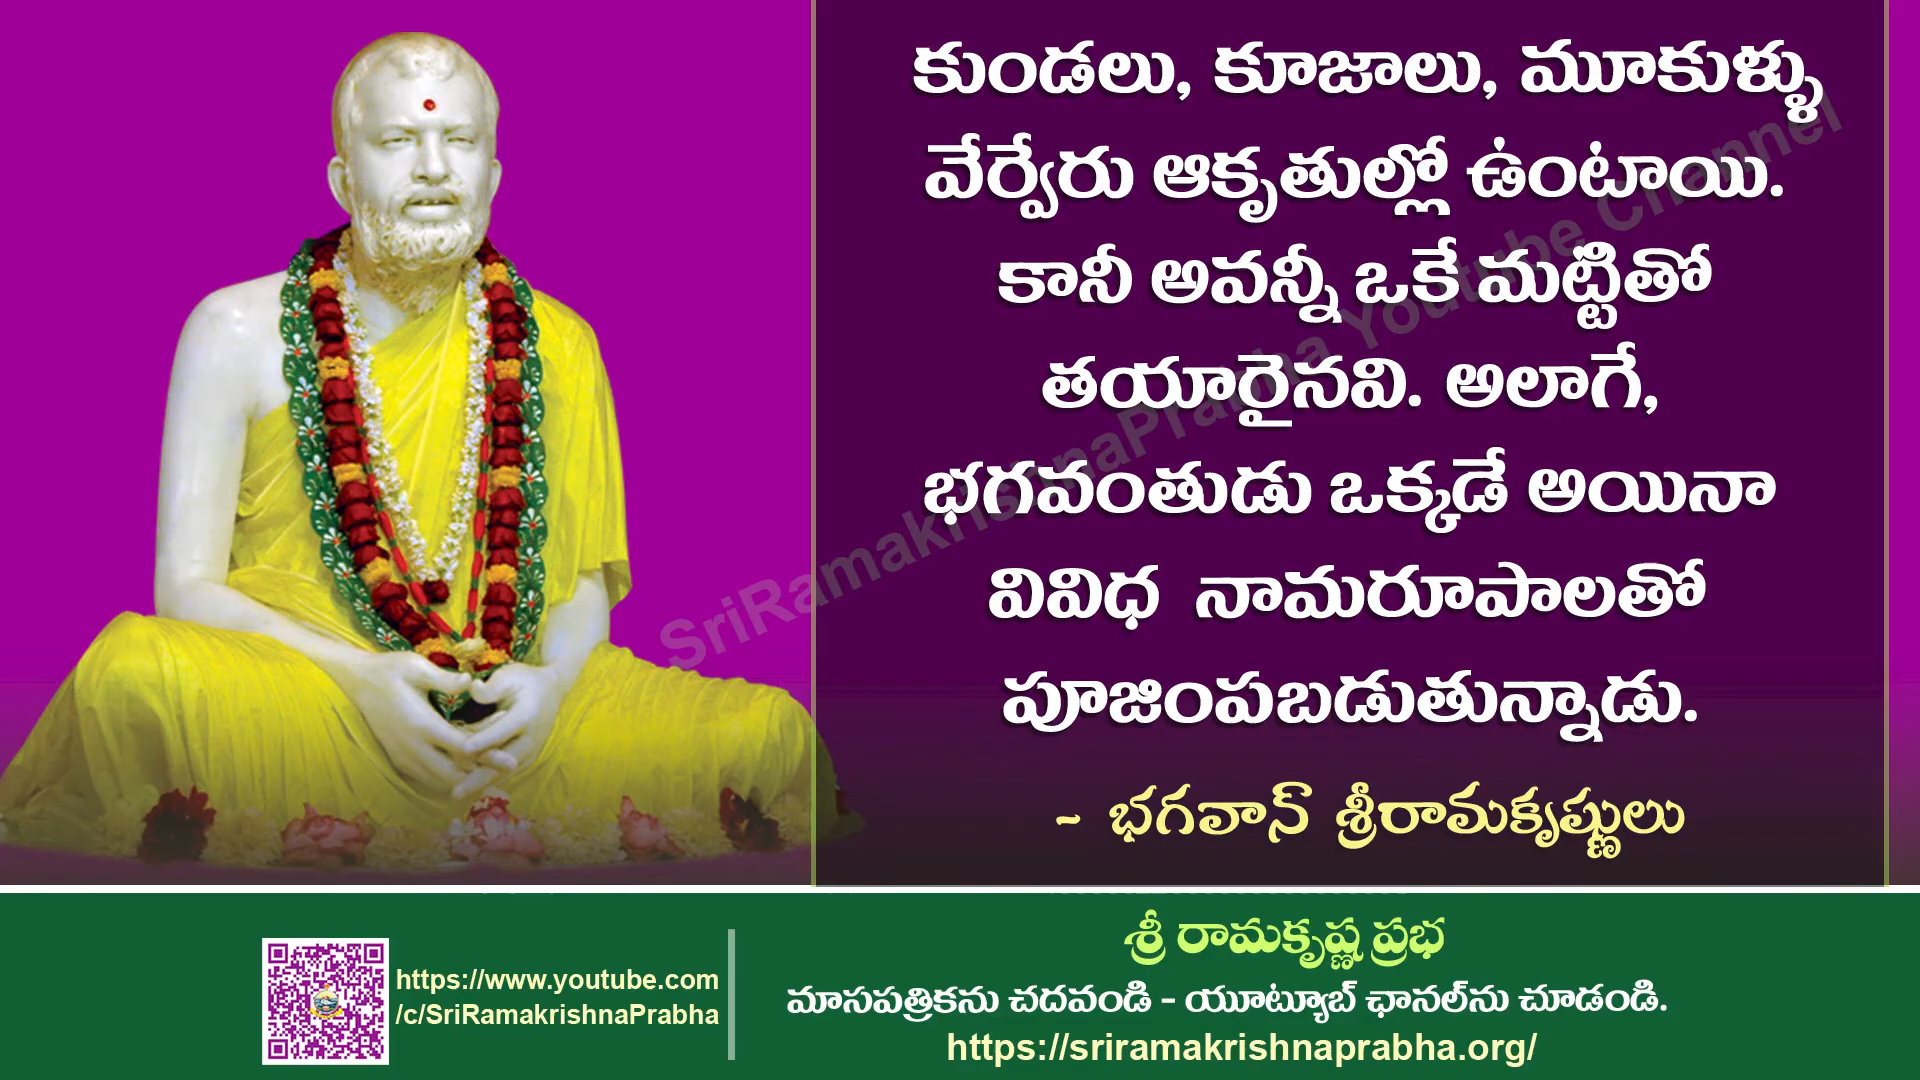 కుండలు, కూజాలు, మూకుళ్ళు
వేర్వేరు ఆకృతుల్లో ఉంటాయి.
కానీ అవన్నీ ఒకే మట్టితో
తయారైనవి. అలాగే,
భగవంతుడు ఒక్కడే అయినా
వివిధ నామరూపాలతో
పూజింపబడుతున్నాడు.
- భగవాన్ శ్రీరామకృష్ణులు
SriRamakrishnaPrabha Youtube Channel
https://www.youtube.com
/c/SriRamakrishnaPrabha
శ్రీ రామకృష్ణ ప్రభ
మాసపత్రికను చదవండి - యూట్యూబ్ ఛానల్‌ను చూడండి.
https://sriramakrishnaprabha.org/